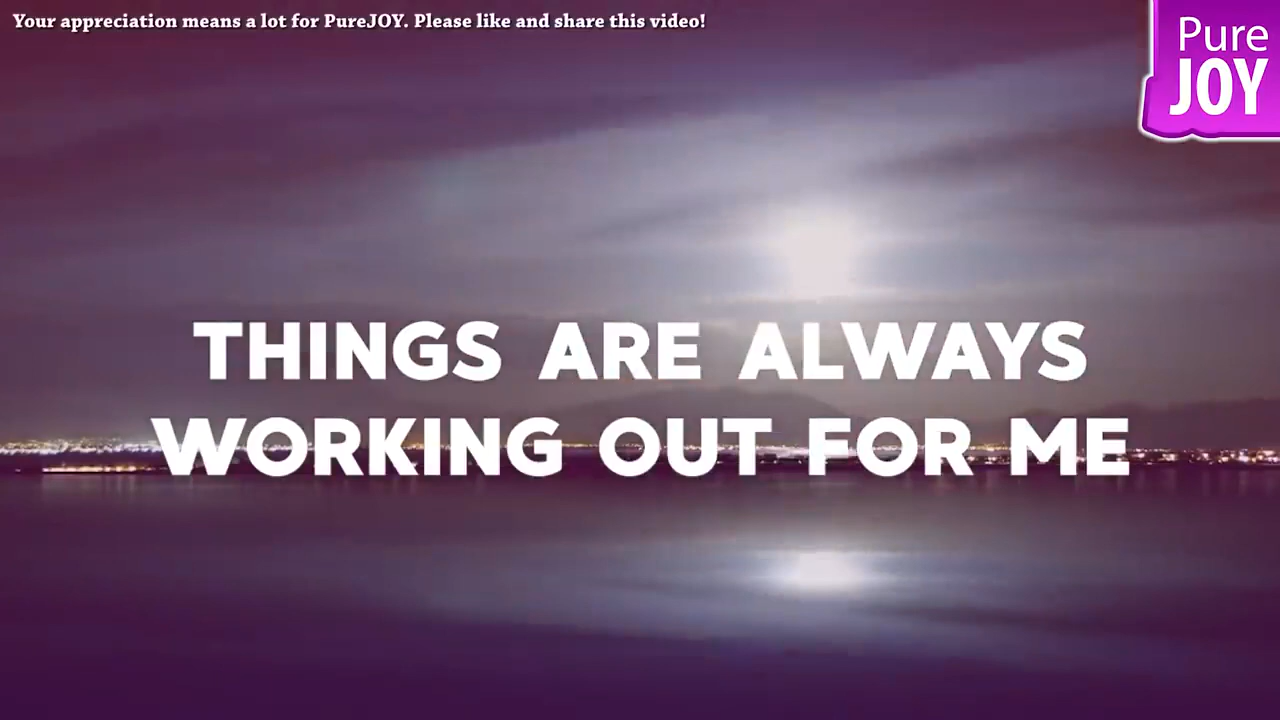 Your appreciation means a lot for PureJOY. Please like and share this video!
Pure
JOY
THINGS ARE ALWAYS
WORKING OUT FOR ME